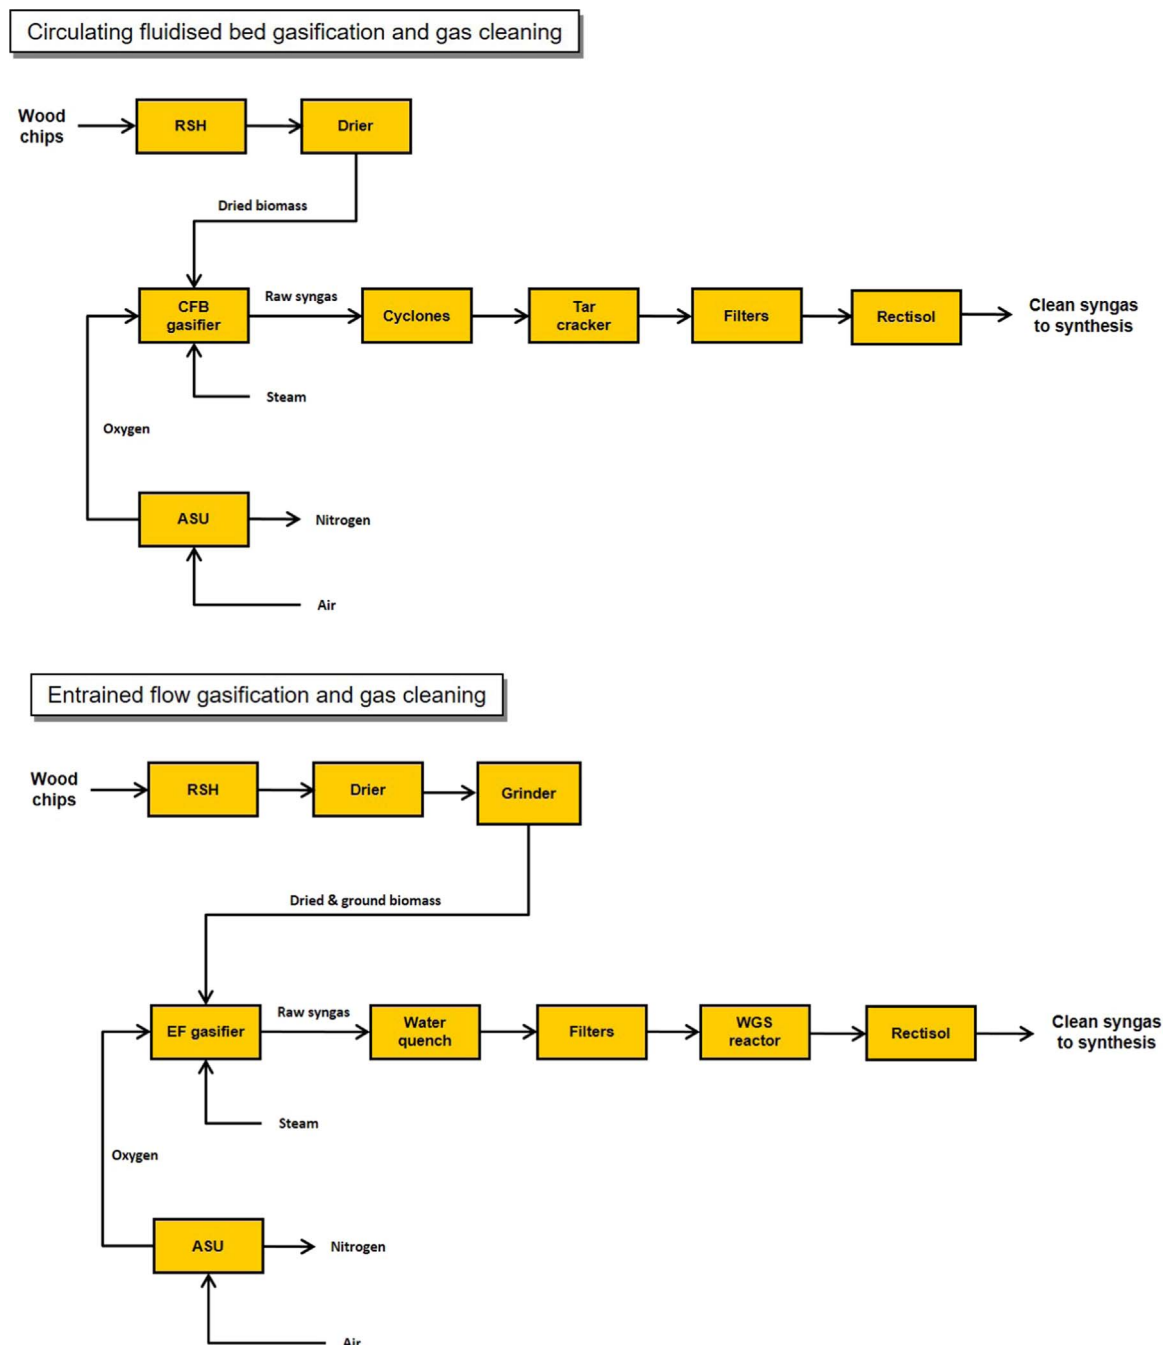 Circulating fluidised bed gasification and gas cleaning
Wood
chips
RSH
Drier
Dried biomass
CFB
gasifier
Raw syngas
Cyclones
Tar
cracker
Filters
Rectisol
Clean syngas
to synthesis
Steam
Oxygen
ASU
Nitrogen
Air
Entrained flow gasification and gas cleaning
Wood
chips
RSH
Drier
Grinder
Dried & ground biomass
EF gasifier
Raw syngas
Water
quench
Filters
WGS
reactor
Rectisol
Clean syngas
to synthesis
Steam
Oxygen
ASU
Nitrogen
Air